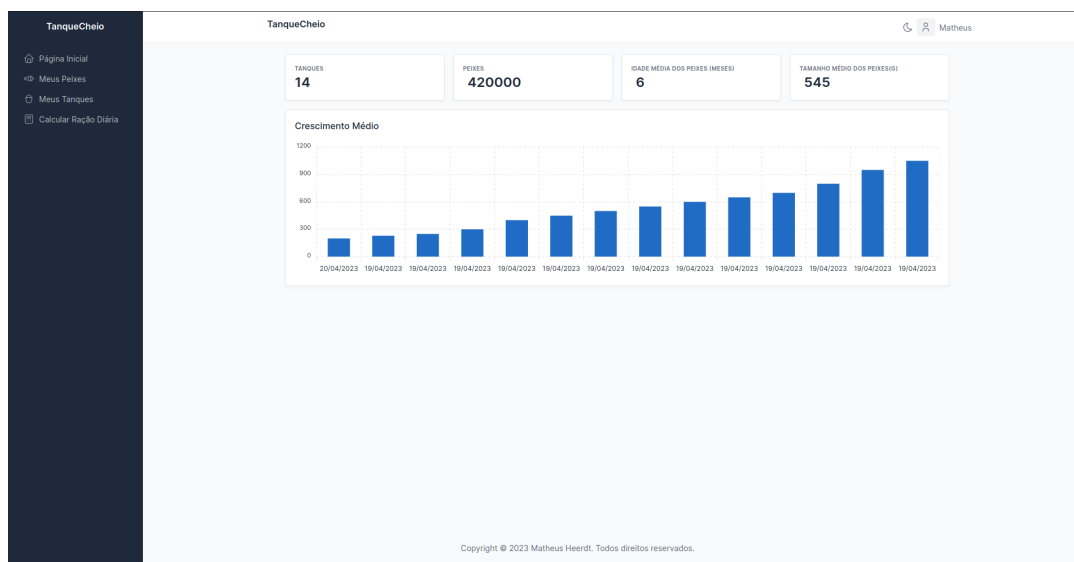 TanqueCheio
Página Inicial
Meus Peixes
Meus Tanques
Calcular Ração Diária
TanqueCheio
Matheus
TANQUES
14
PEIXES
420000
IDADE MÉDIA DOS PEIXES (MESES)
6
TAMANHO MÉDIO DOS PEIXES(G)
545
Crescimento Médio
1200
900
600
300
0
20/04/2023 19/04/2023 19/04/2023 19/04/2023 19/04/2023 19/04/2023 19/04/2023 19/04/2023 19/04/2023 19/04/2023 19/04/2023 19/04/2023 19/04/2023 19/04/2023
Copyright © 2023 Matheus Heerdt. Todos direitos reservados.